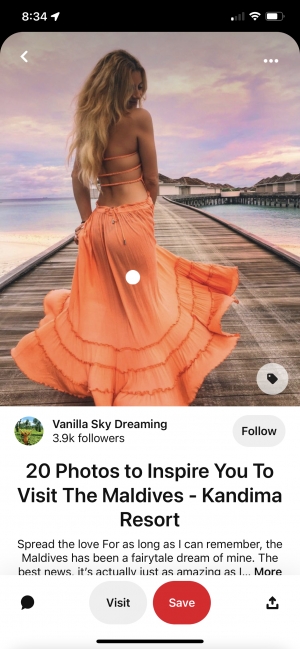 8:34
Vanilla Sky Dreaming
3.9k followers
Follow
20 Photos to Inspire You To
Visit The Maldives - Kandima
Resort
Spread the love For as long as I can remember, the
Maldives has been a fairytale dream of mine. The
best news, it's actually just as amazing as I... More
Visit
Save